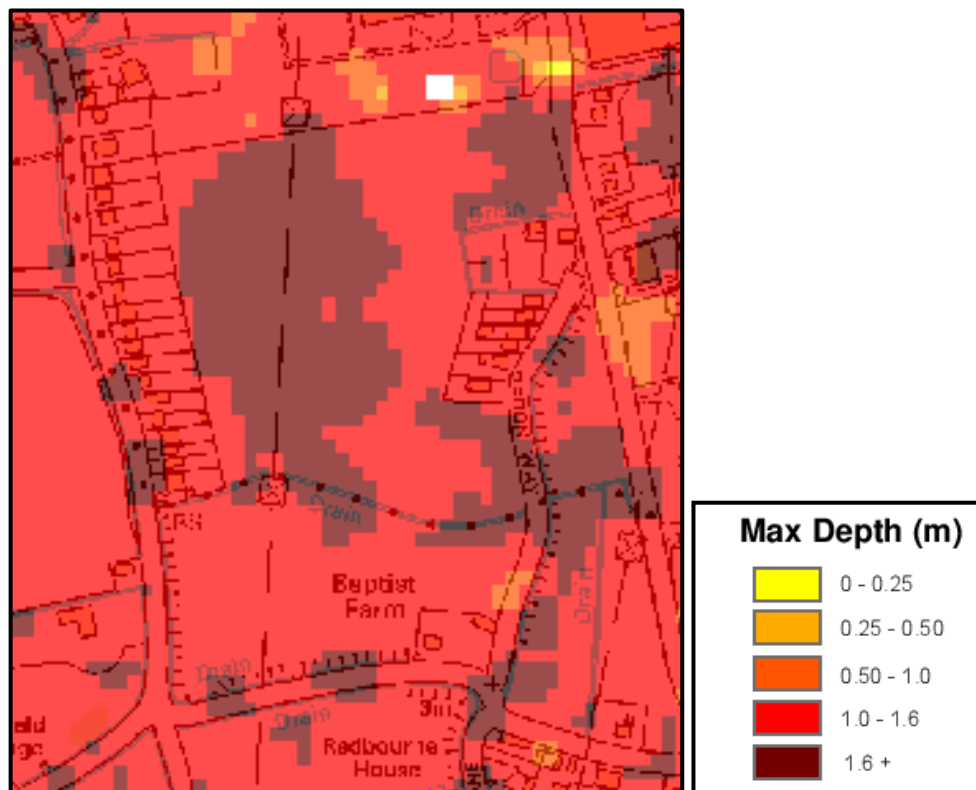 Drain
Drain
Baptist
Farm
Drain
Drain
Drain
Redbourne
House
Max Depth (m)
0 - 0.25
0.25 - 0.50
0.50 - 1.0
1.0 - 1.6
1.6 +